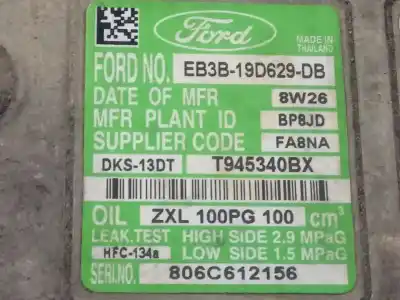 Ford
MADE IN
THAILAND
FORD NO. EB3B-19D629-DB
DATE OF MFR 8W26
MFR PLANT ID BP8JD
SUPPLIER CODE FA8NA
DKS-13DT T945340BX
OIL ZXL 100PG 100 cm³
LEAK.TEST HIGH SIDE 2.9 MPaG
HFC-134a LOW SIDE 1.5 MPaG
SERI.NO. 806C612156